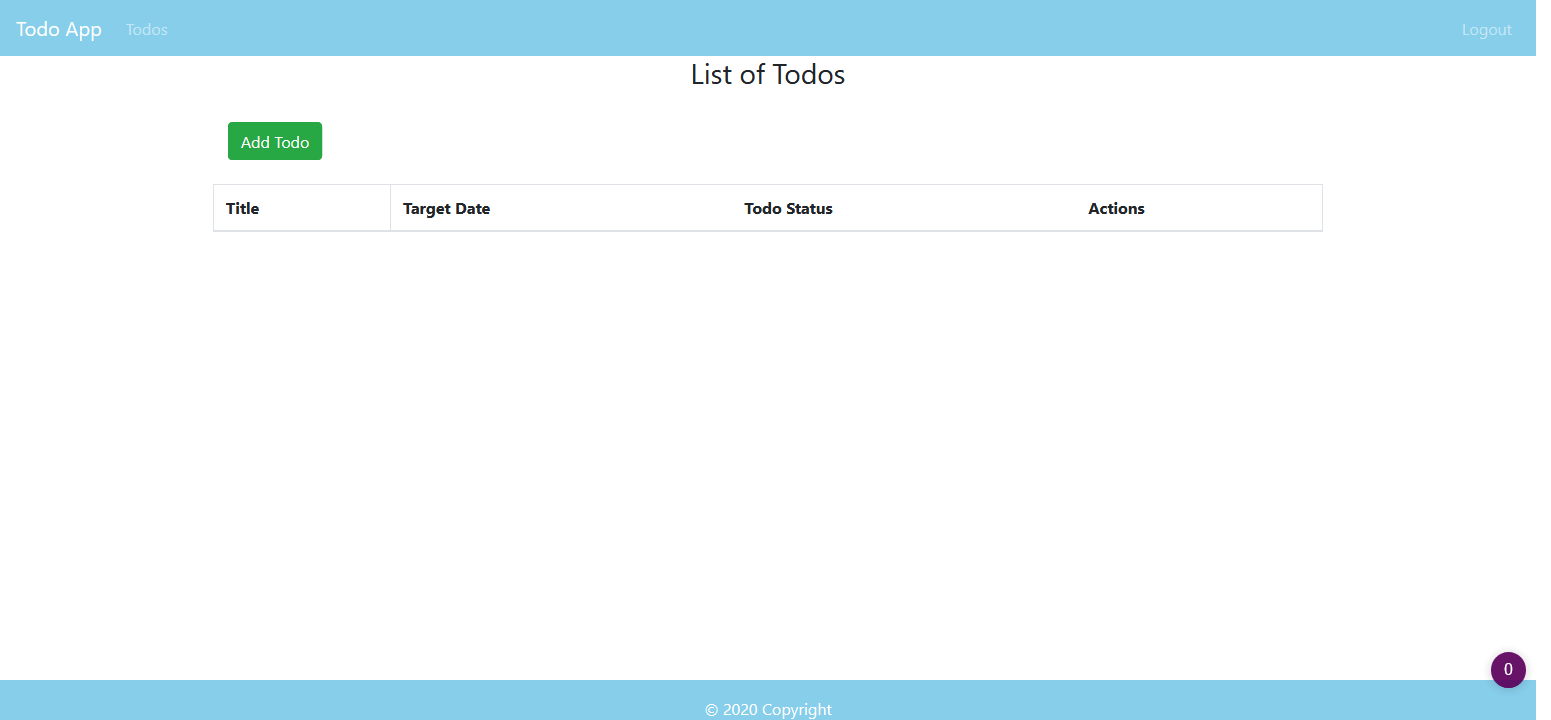 Todo App Todos Logout
List of Todos
Add Todo
Title Target Date Todo Status Actions
0
© 2020 Copyright